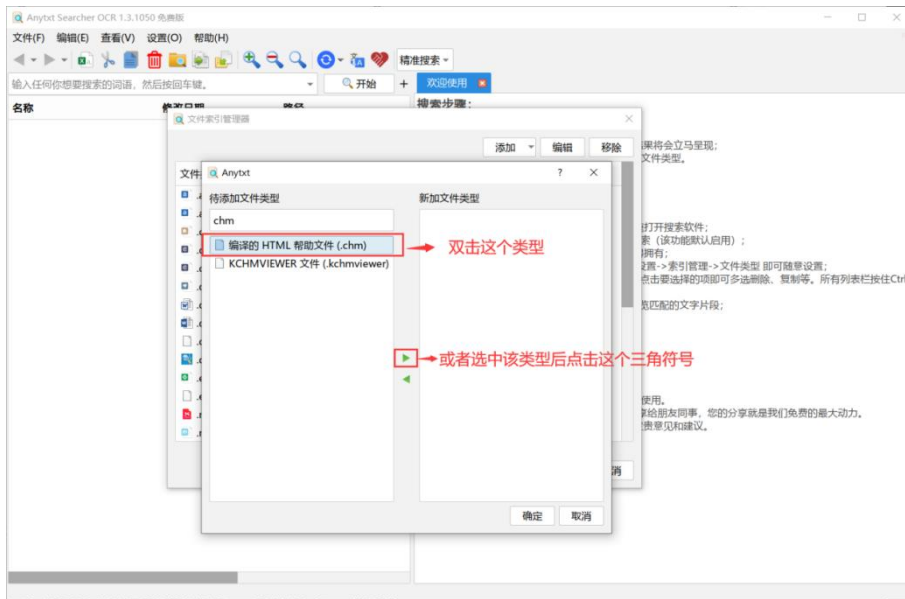 Anytxt Searcher OCR 1.3.1050 免费版
文件(F) 编辑(E) 查看(V) 设置(O) 帮助(H)
精准搜索
输入任何你想要搜索的词语，然后按回车键。
开始
+ 欢迎使用
名称 修改日期 路径
搜索步骤：
文件索引管理器
果将会立马呈现；
添加 编辑 移除
文件类型。
文件
Anytxt ? ×
待添加文件类型 新加文件类型
chm
打开搜索软件；
编译的 HTML 帮助文件 (.chm)
双击这个类型
索（该功能默认启用）；
拥有；
KCHMVIEWER 文件 (.kchmviewer)
设置->索引管理->文件类型 即可随意设置；
点击要选择的项即可多选删除、复制等。所有列表栏按住Ctrl
览匹配的文字片段；
或者选中该类型后点击这个三角符号
使用。
享给朋友同事，您的分享就是我们免费的最大动力。
贵意见和建议。
消
确定 取消